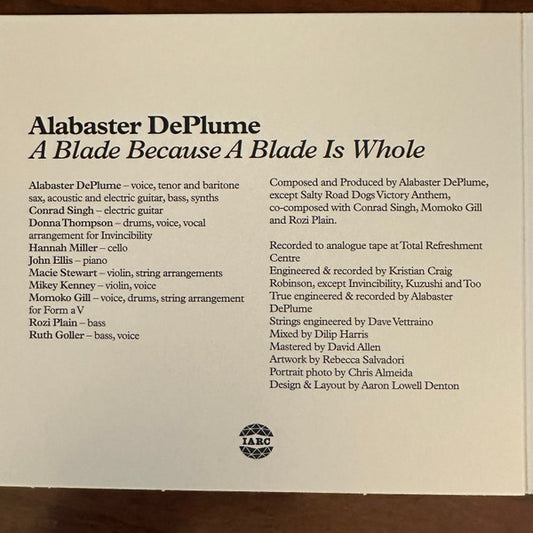 Alabaster DePlume
A Blade Because A Blade Is Whole
Alabaster DePlume – voice, tenor and baritone
sax, acoustic and electric guitar, bass, synths
Conrad Singh – electric guitar
Donna Thompson – drums, voice, vocal
arrangement for Invincibility
Hannah Miller – cello
John Ellis – piano
Macie Stewart – violin, string arrangements
Mikey Kenney – violin, voice
Momoko Gill – voice, drums, string arrangement
for Form a V
Rozi Plain – bass
Ruth Goller – bass, voice
Composed and Produced by Alabaster DePlume,
except Salty Road Dogs Victory Anthem,
co-composed with Conrad Singh, Momoko Gill
and Rozi Plain.
Recorded to analogue tape at Total Refreshment
Centre
Engineered & recorded by Kristian Craig
Robinson, except Invincibility, Kuzushi and Too
True engineered & recorded by Alabaster
DePlume
Strings engineered by Dave Vettraino
Mixed by Dilip Harris
Mastered by David Allen
Artwork by Rebecca Salvadori
Portrait photo by Chris Almeida
Design & Layout by Aaron Lowell Denton
IARC